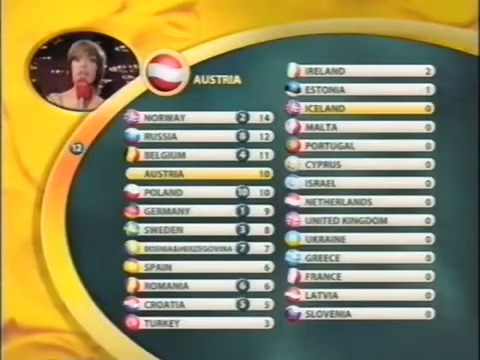 AUSTRIA
12
NORWAY 2 14
RUSSIA 8 12
BELGIUM 4 11
AUSTRIA 10
POLAND 10 10
GERMANY 1 9
SWEDEN 3 8
BOSNIA&HERZEGOVINA 7 7
SPAIN 6
ROMANIA 6 6
CROATIA 5 5
TURKEY 3
IRELAND 2
ESTONIA 1
ICELAND 0
MALTA 0
PORTUGAL 0
CYPRUS 0
ISRAEL 0
NETHERLANDS 0
UNITED KINGDOM 0
UKRAINE 0
GREECE 0
FRANCE 0
LATVIA 0
SLOVENIA 0